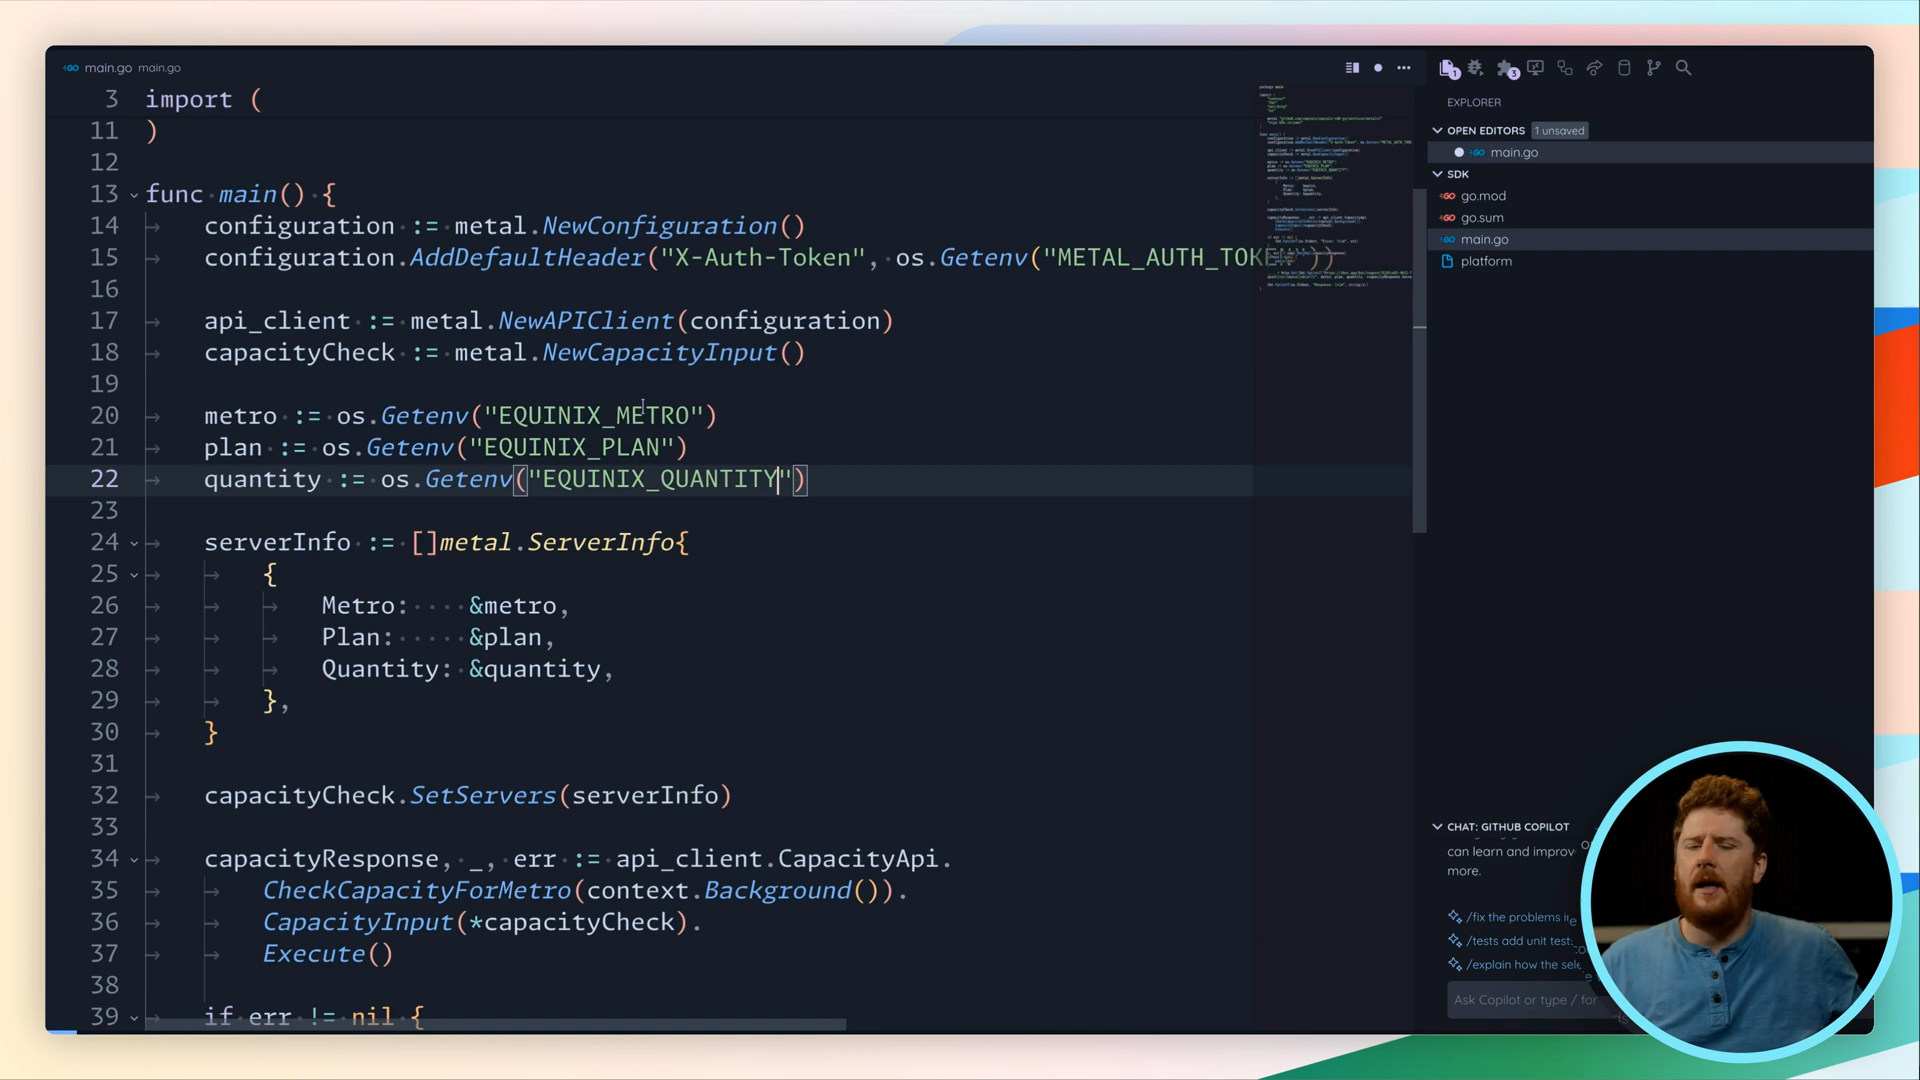 main.go main.go
3 import (
11 )
12
13 func main() {
14 configuration := metal.NewConfiguration()
15 configuration.AddDefaultHeader("X-Auth-Token", os.Getenv("METAL_AUTH_TOKE
16
17 api_client := metal.NewAPIClient(configuration)
18 capacityCheck := metal.NewCapacityInput()
19
20 metro := os.Getenv("EQUINIX_METRO")
21 plan := os.Getenv("EQUINIX_PLAN")
22 quantity := os.Getenv("EQUINIX_QUANTITY")
23
24 serverInfo := []metal.ServerInfo{
25 {
26 Metro: &metro,
27 Plan: &plan,
28 Quantity: &quantity,
29 },
30 }
31
32 capacityCheck.SetServers(serverInfo)
33
34 capacityResponse, _, err := api_client.CapacityApi.
35 CheckCapacityForMetro(context.Background()).
36 CapacityInput(*capacityCheck).
37 Execute()
38
39 if err != nil {
1
3
EXPLORER
OPEN EDITORS 1 unsaved
main.go
SDK
go.mod
go.sum
main.go
platform
CHAT: GITHUB COPILOT
can learn and improv
more.
/fix the problems i
/tests add unit test
/explain how the sele
Ask Copilot or type / for